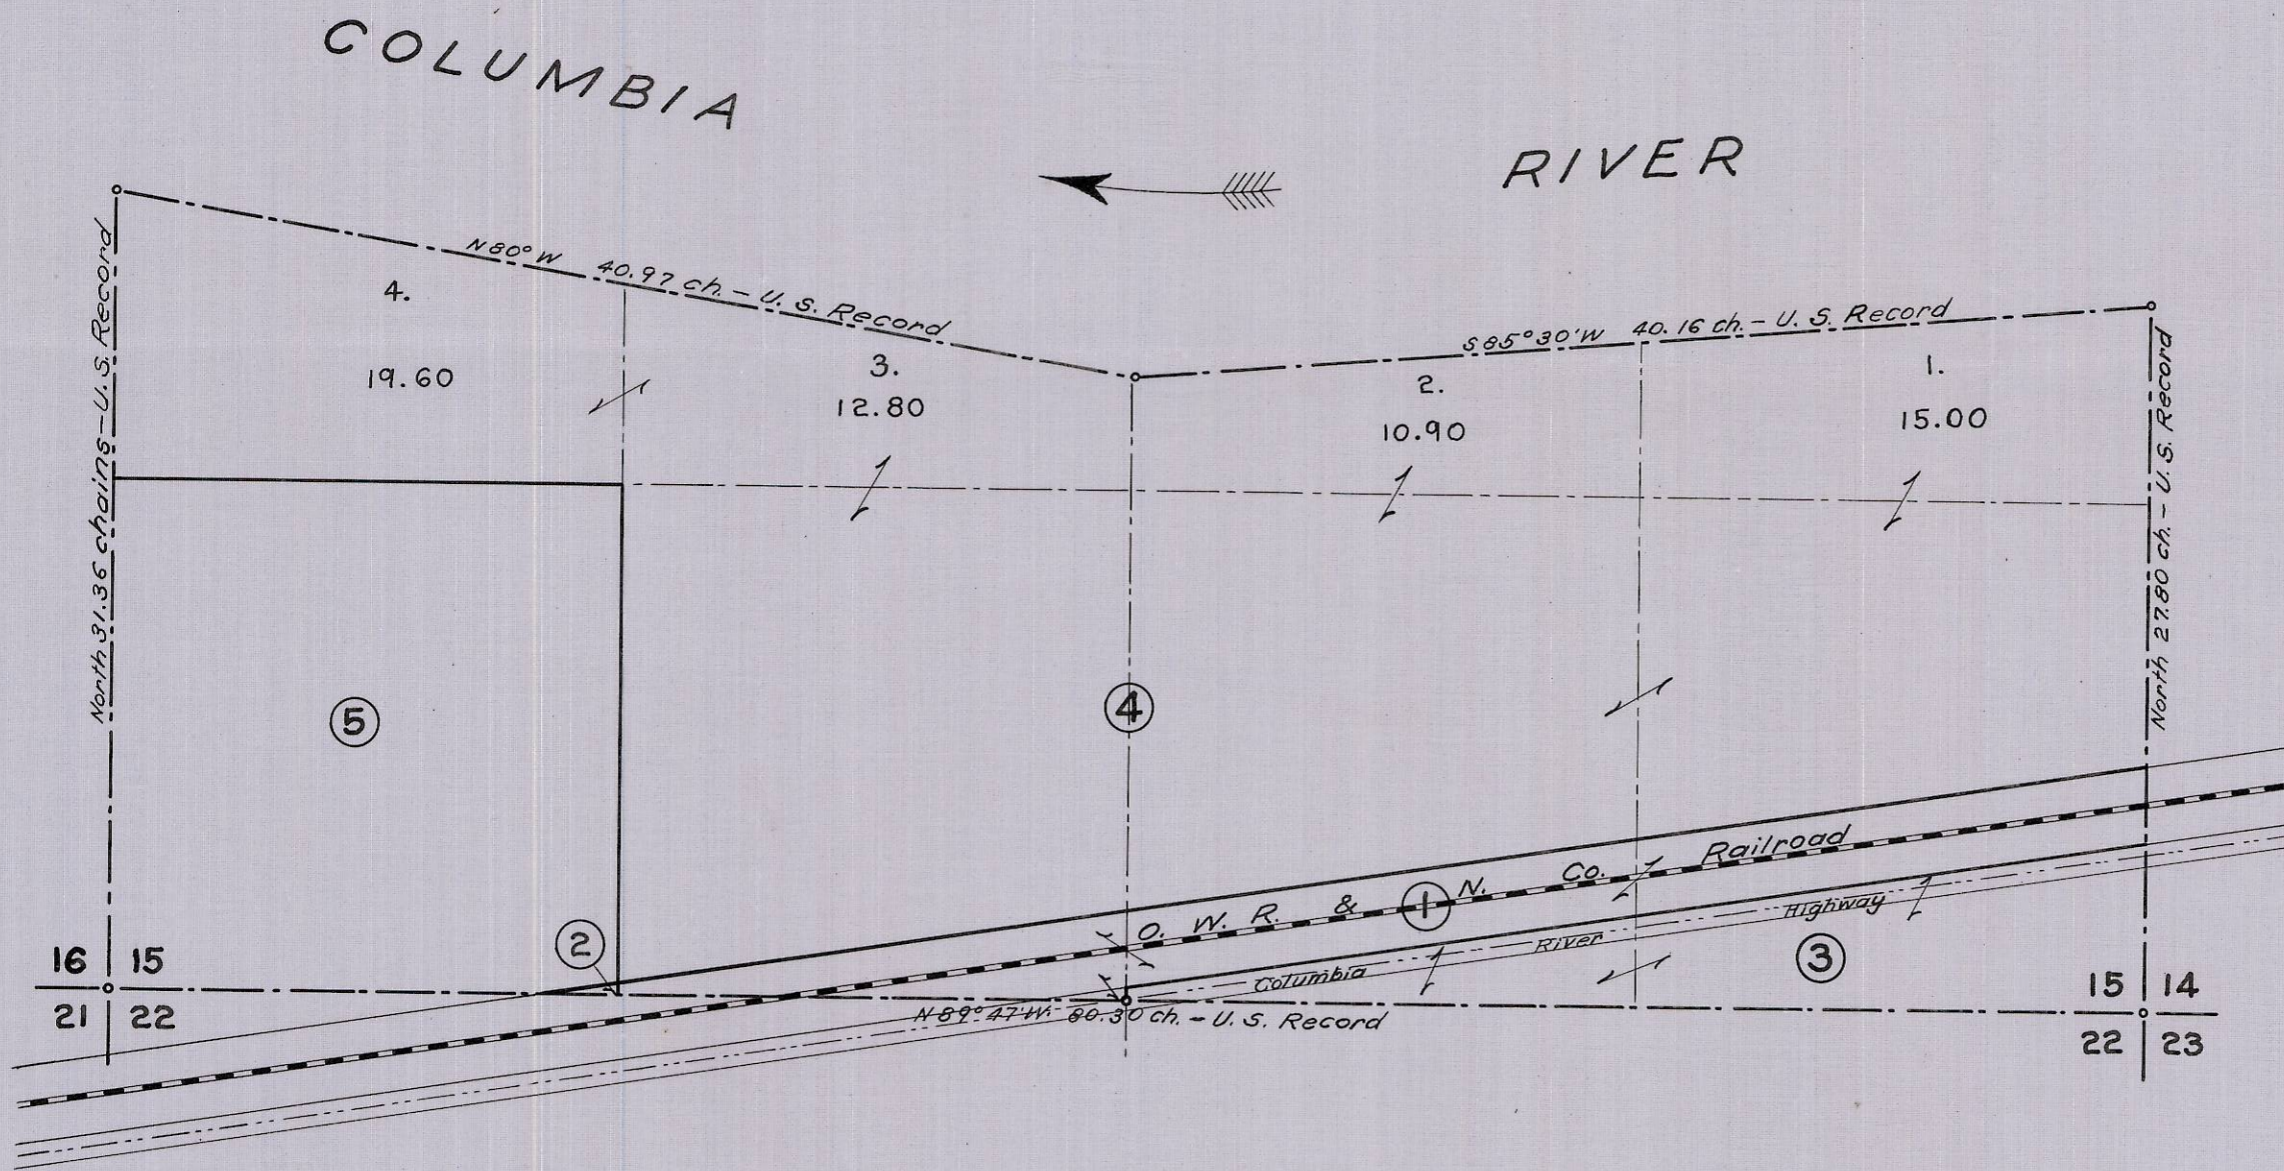 COLUMBIA
RIVER
N80°W 40.97 ch. – U. S. Record
S85°30'W 40.16 ch. – U. S. Record
North 31.36 chains – U. S. Record
North 27.80 ch. – U. S. Record
4.
19.60
3.
12.80
2.
10.90
1.
15.00
5
4
O. W. R. & N. Co. Railroad
1
2
Columbia River Highway
3
16 15
21 22
N 89° 47' W. 80.30 ch. – U. S. Record
15 14
22 23